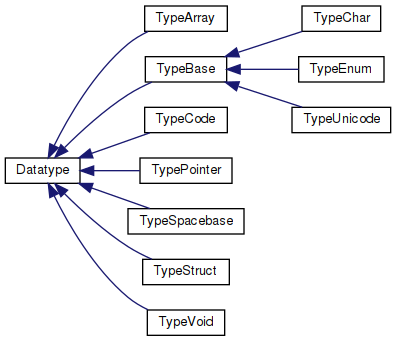 TypeArray
TypeChar
TypeBase
TypeEnum
TypeCode
TypeUnicode
Datatype
TypePointer
TypeSpacebase
TypeStruct
TypeVoid